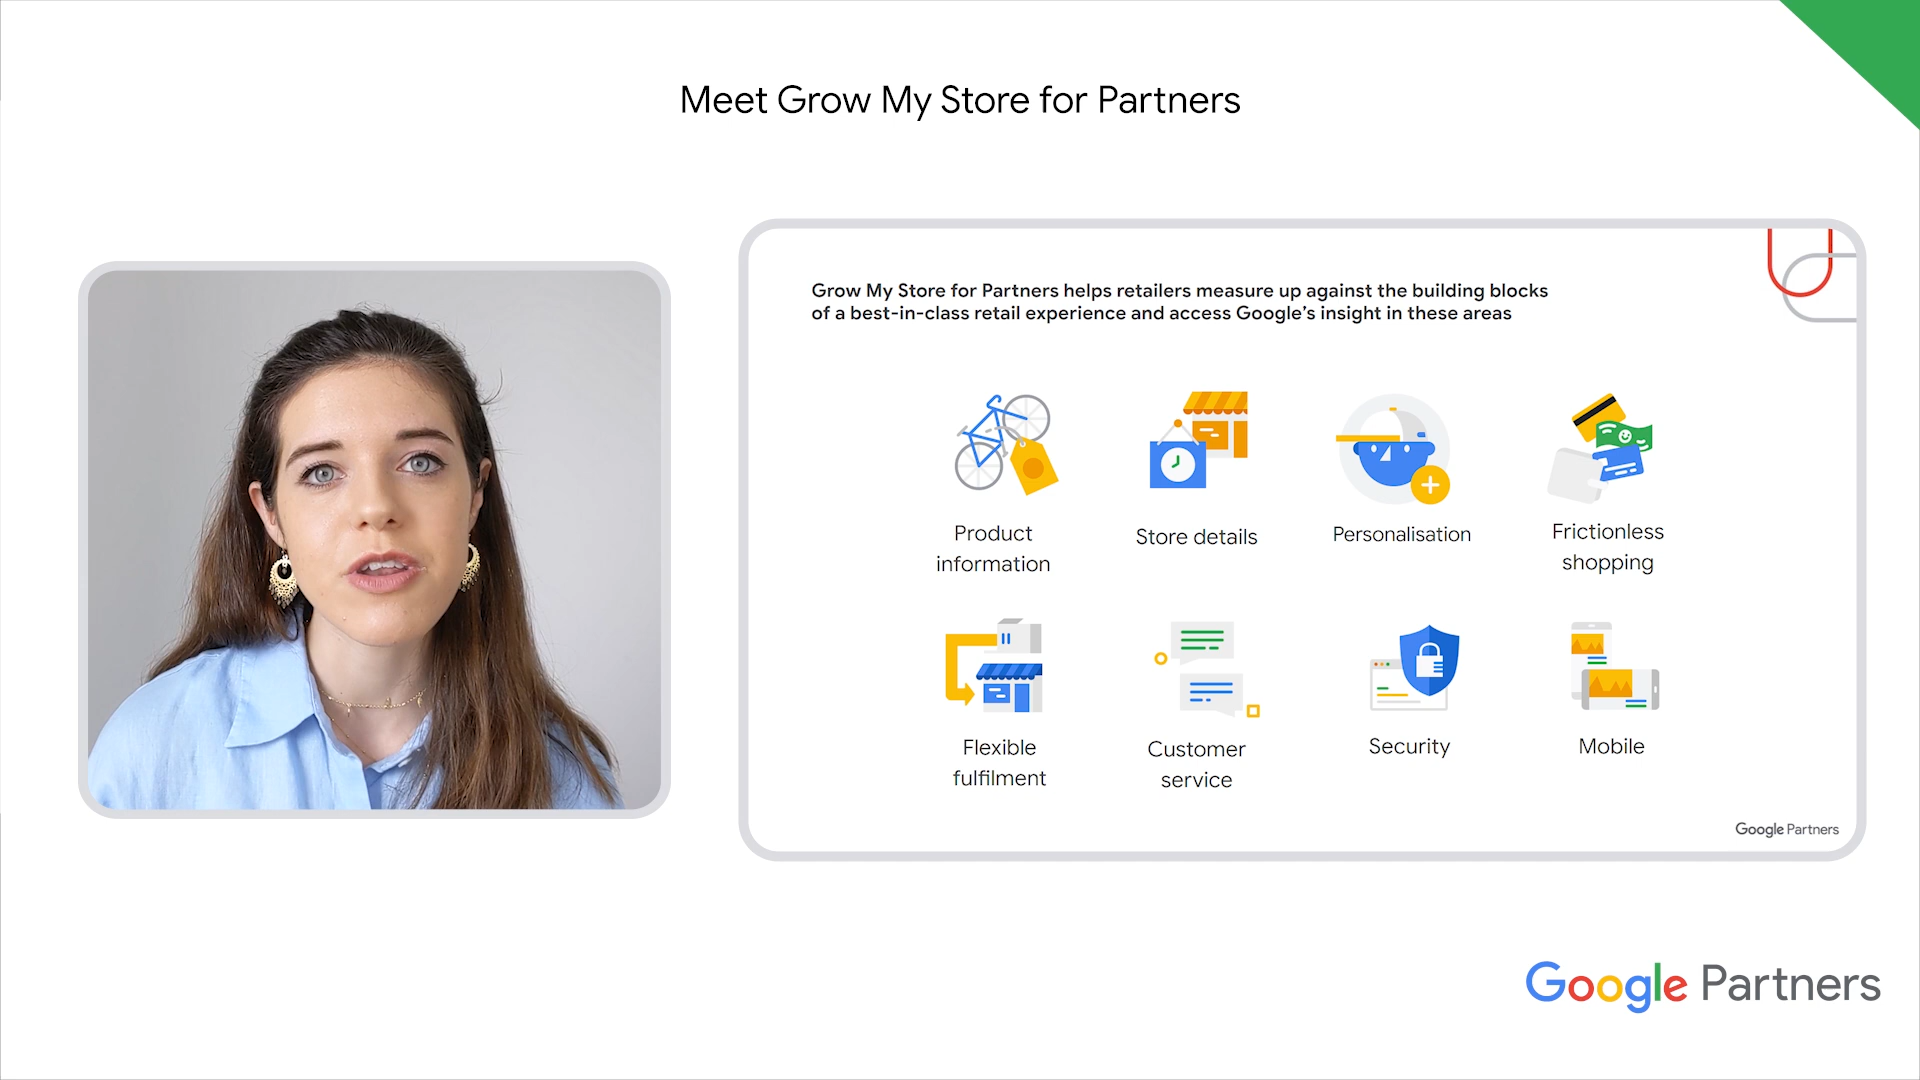 Meet Grow My Store for Partners
Grow My Store for Partners helps retailers measure up against the building blocks
of a best-in-class retail experience and access Google’s insight in these areas
Product
information
Store details
Personalisation
Frictionless
shopping
Flexible
fulfilment
Customer
service
Security
Mobile
Google Partners
Google Partners